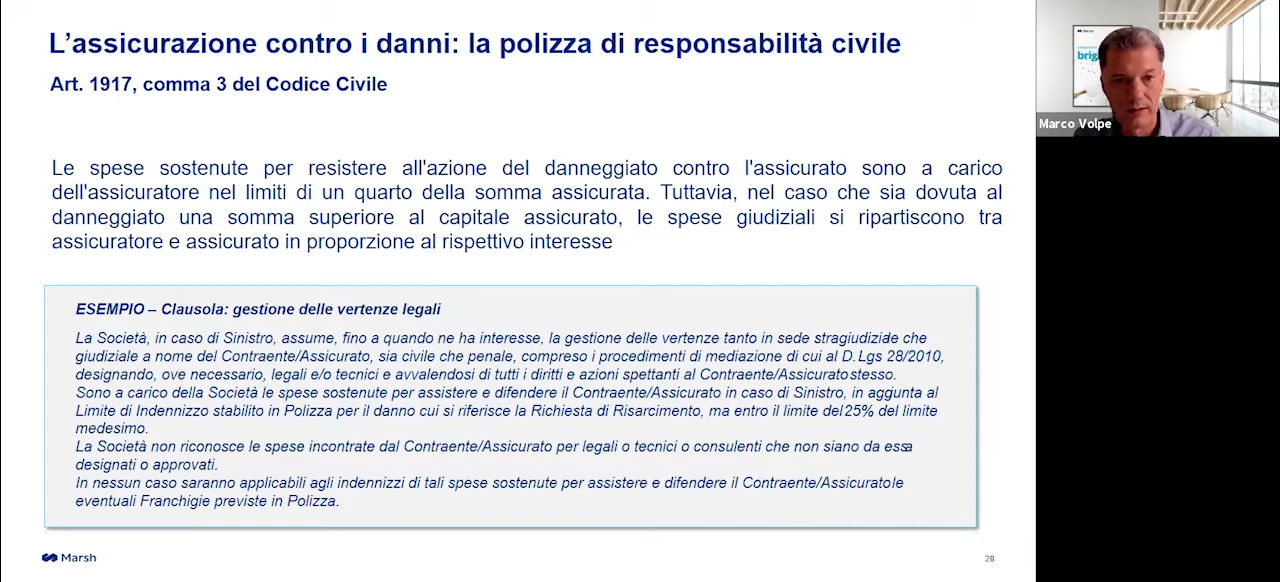 L'assicurazione contro i danni: la polizza di responsabilità civile
Art. 1917, comma 3 del Codice Civile
Le spese sostenute per resistere all'azione del danneggiato contro l'assicurato sono a carico
dell'assicuratore nel limiti di un quarto della somma assicurata. Tuttavia, nel caso che sia dovuta al
danneggiato una somma superiore al capitale assicurato, le spese giudiziali si ripartiscono tra
assicuratore e assicurato in proporzione al rispettivo interesse
ESEMPIO – Clausola: gestione delle vertenze legali
La Società, in caso di Sinistro, assume, fino a quando ne ha interesse, la gestione delle vertenze tanto in sede stragiudiziale che
giudiziale a nome del Contraente/Assicurato, sia civile che penale, compreso i procedimenti di mediazione di cui al D.Lgs 28/2010,
designando, ove necessario, legali e/o tecnici e avvalendosi di tutti i diritti e azioni spettanti al Contraente/Assicurato stesso.
Sono a carico della Società le spese sostenute per assistere e difendere il Contraente/Assicurato in caso di Sinistro, in aggunta al
Limite di Indennizzo stabilito in Polizza per il danno cui si riferisce la Richiesta di Risarcimento, ma entro il limite del 25% del limite
medesimo.
La Società non riconosce le spese incontrate dal Contraente/Assicurato per legali o tecnici o consulenti che non siano da essa
designati o approvati.
In nessun caso saranno applicabili agli indennizzi di tali spese sostenute per assistere e difendere il Contraente/Assicurato le
eventuali Franchigie previste in Polizza.
Marsh
28
brig
Marco Volpe